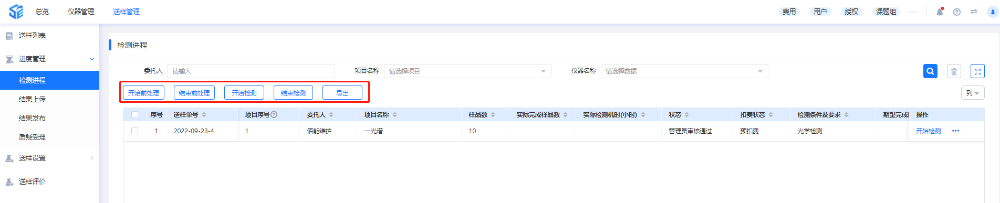 总览 仪器管理 送样管理 费用 用户 授权 课题组
送样列表
进度管理
检测进程
结果上传
结果发布
质疑受理
送样设置
送样评价
检测进程
委托人 请输入 项目名称 请选择项目 仪器名称 请选择数据
开始前处理 结束前处理 开始检测 结束检测 导出 列
序号 送样单号 项目序号 委托人 项目名称 样品数 实际完成样品数 实际检测机时(小时) 状态 扣费状态 检测条件及要求 期望完成 操作
1 2022-09-23-4 1 佰能维护 一光谱 10 管理员审核通过 预扣费 光学检测 开始检测